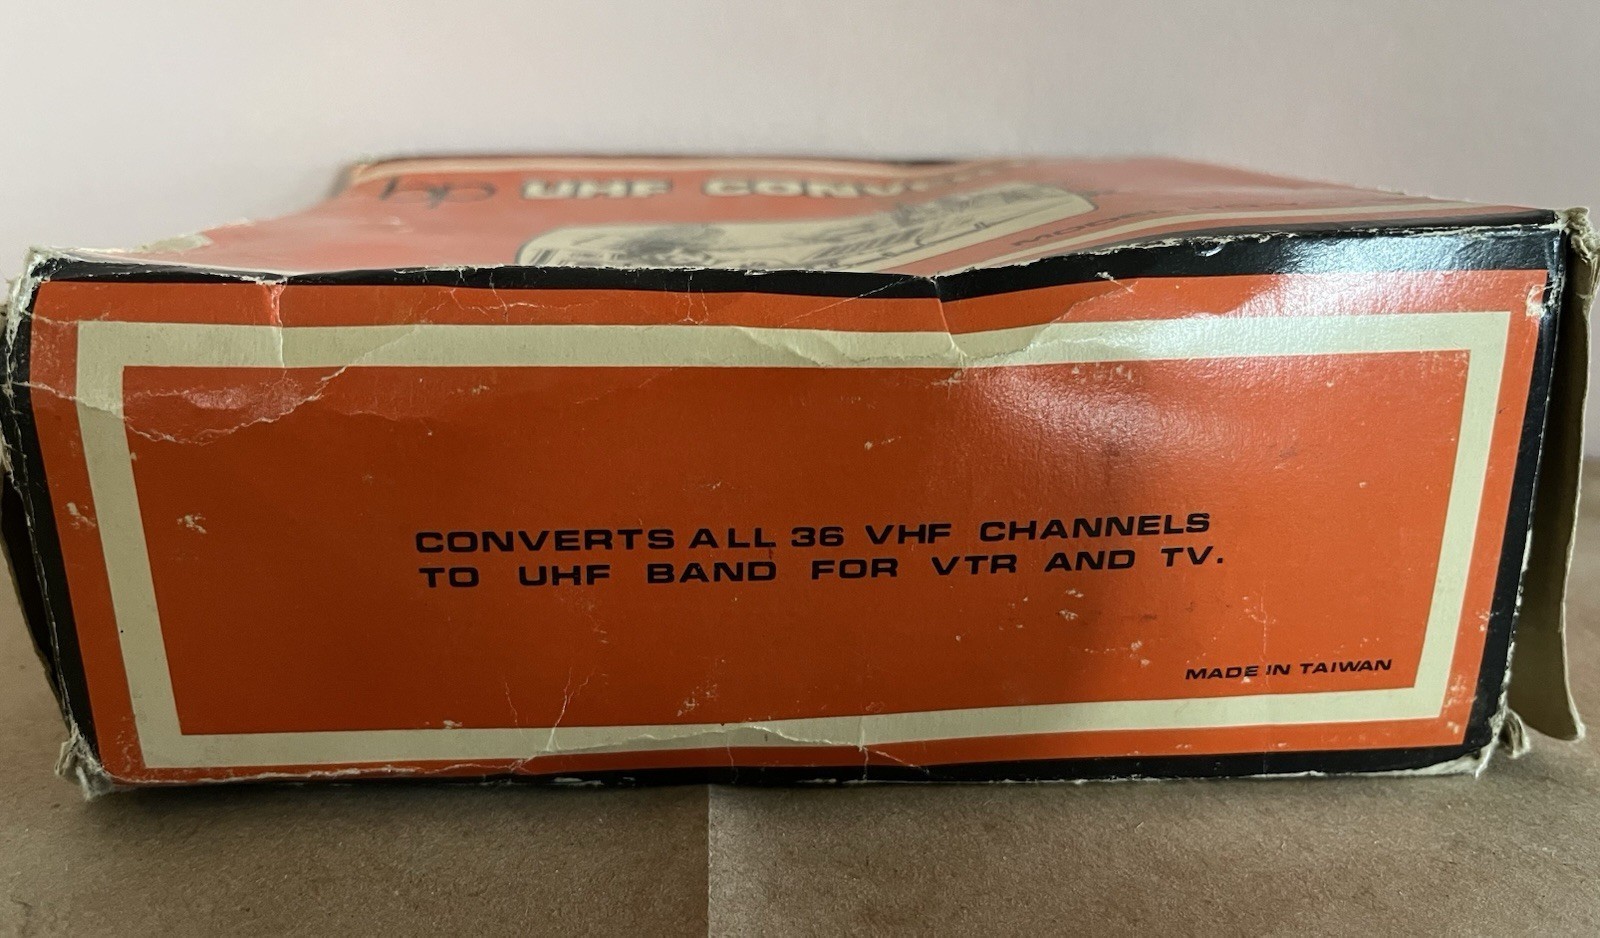 UHF
CONVERTS ALL 36 VHF CHANNELS
TO UHF BAND FOR VTR AND TV.
MADE IN TAIWAN